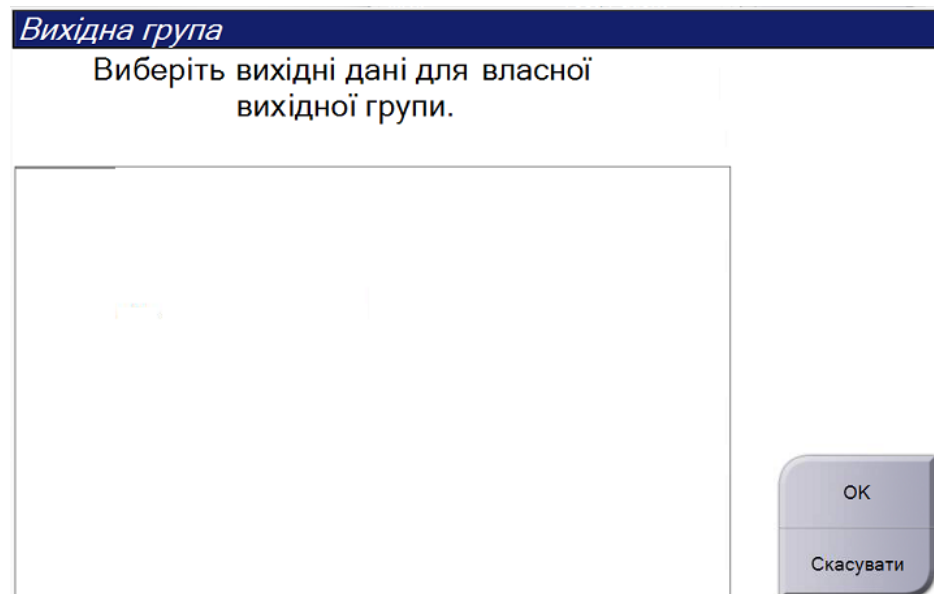 Вихідна група
Виберіть вихідні дані для власної
вихідної групи.
OK
Скасувати